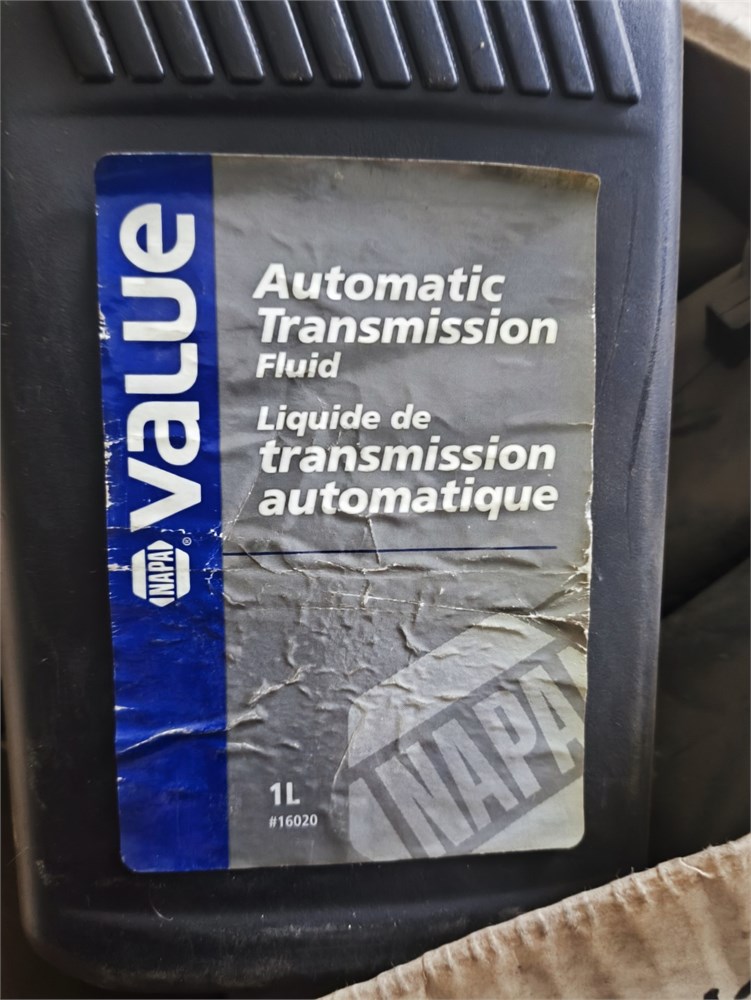 NAPA® value
Automatic
Transmission
Fluid
Liquide de
transmission
automatique
1L
#16020
NAPA